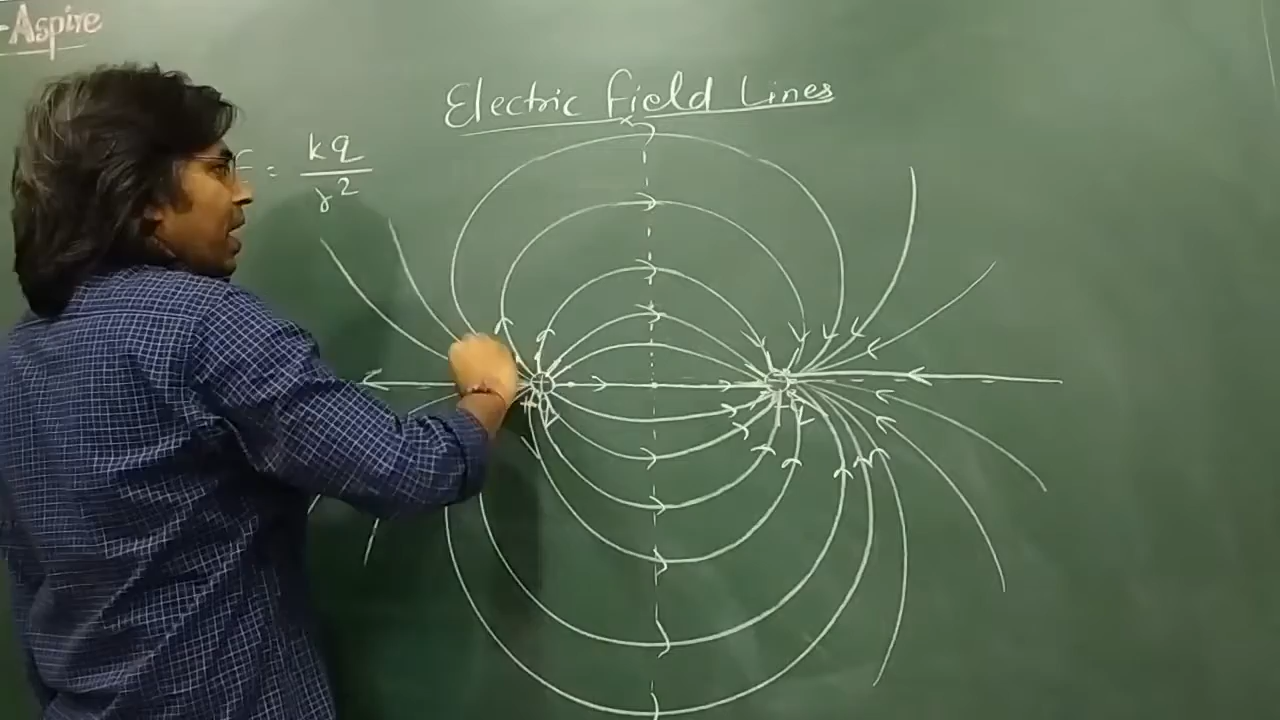 -Aspire
Electric field Lines
E = kq
r2